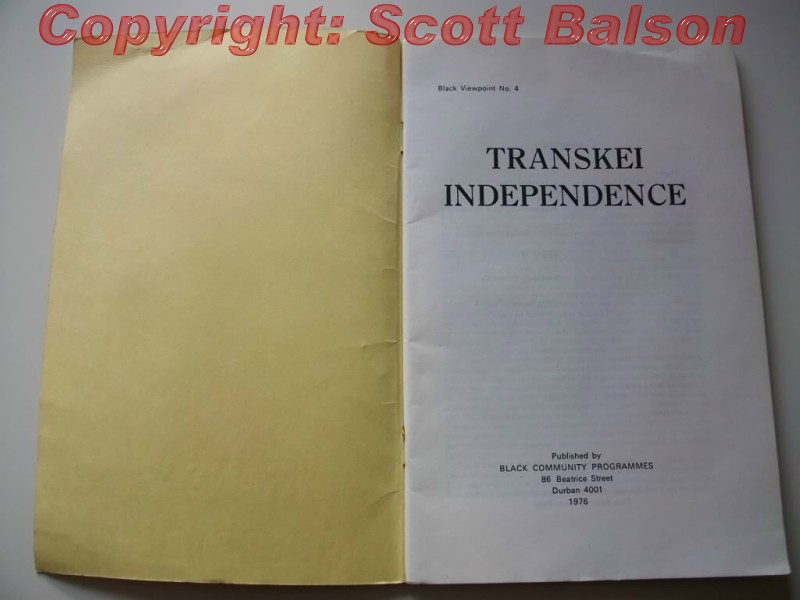 Copyright: Scott Balson
Black Viewpoint No. 4
TRANSKEI
INDEPENDENCE
Published by
BLACK COMMUNITY PROGRAMMES
86 Beatrice Street
Durban 4001
1976